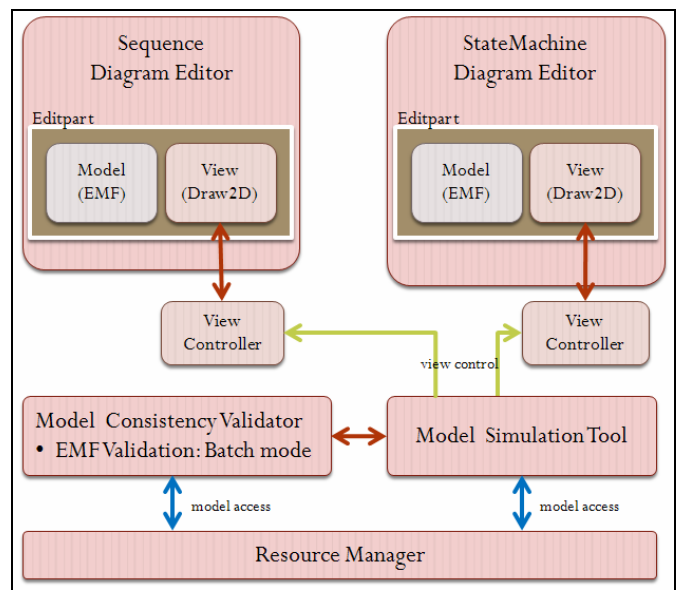 Sequence
Diagram Editor
Editpart
Model
(EMF)
View
(Draw2D)
StateMachine
Diagram Editor
Editpart
Model
(EMF)
View
(Draw2D)
View
Controller
View
Controller
view control
Model Consistency Validator
• EMF Validation: Batch mode
Model Simulation Tool
model access
model access
Resource Manager